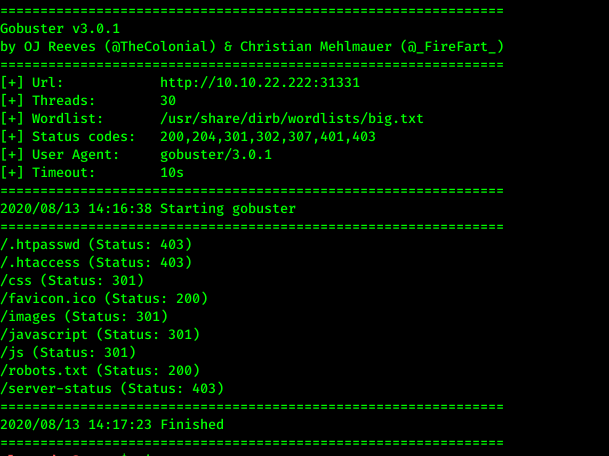 ===============================================================
Gobuster v3.0.1
by OJ Reeves (@TheColonial) & Christian Mehlmauer (@_FireFart_)
===============================================================
[+] Url:            http://10.10.22.222:31331
[+] Threads:        30
[+] Wordlist:       /usr/share/dirb/wordlists/big.txt
[+] Status codes:   200,204,301,302,307,401,403
[+] User Agent:     gobuster/3.0.1
[+] Timeout:        10s
===============================================================
2020/08/13 14:16:38 Starting gobuster
===============================================================
/.htpasswd (Status: 403)
/.htaccess (Status: 403)
/css (Status: 301)
/favicon.ico (Status: 200)
/images (Status: 301)
/javascript (Status: 301)
/js (Status: 301)
/robots.txt (Status: 200)
/server-status (Status: 403)
===============================================================
2020/08/13 14:17:23 Finished
===============================================================